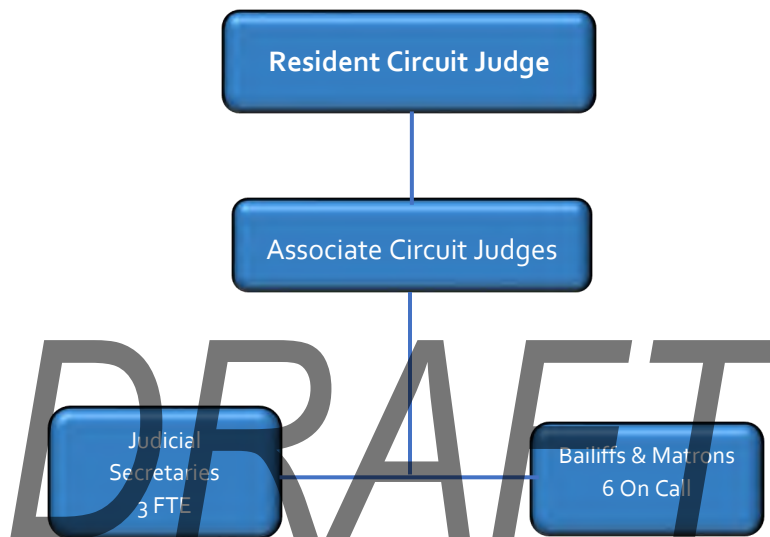 Resident Circuit Judge
Associate Circuit Judges
Judicial
Secretaries
3 FTE
Bailiffs & Matrons
6 On Call
DRAFT